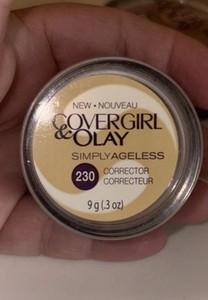 NEW • NOUVEAU
COVERGIRL
& OLAY
SIMPLYAGELESS
230 CORRECTOR
CORRECTEUR
9 g (.3 oz)